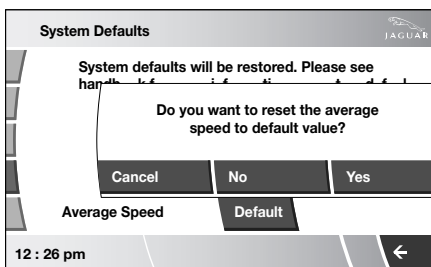 System Defaults
JAGUAR
System defaults will be restored. Please see
Do you want to reset the average
speed to default value?
Cancel No Yes
Average Speed Default
12 : 26 pm